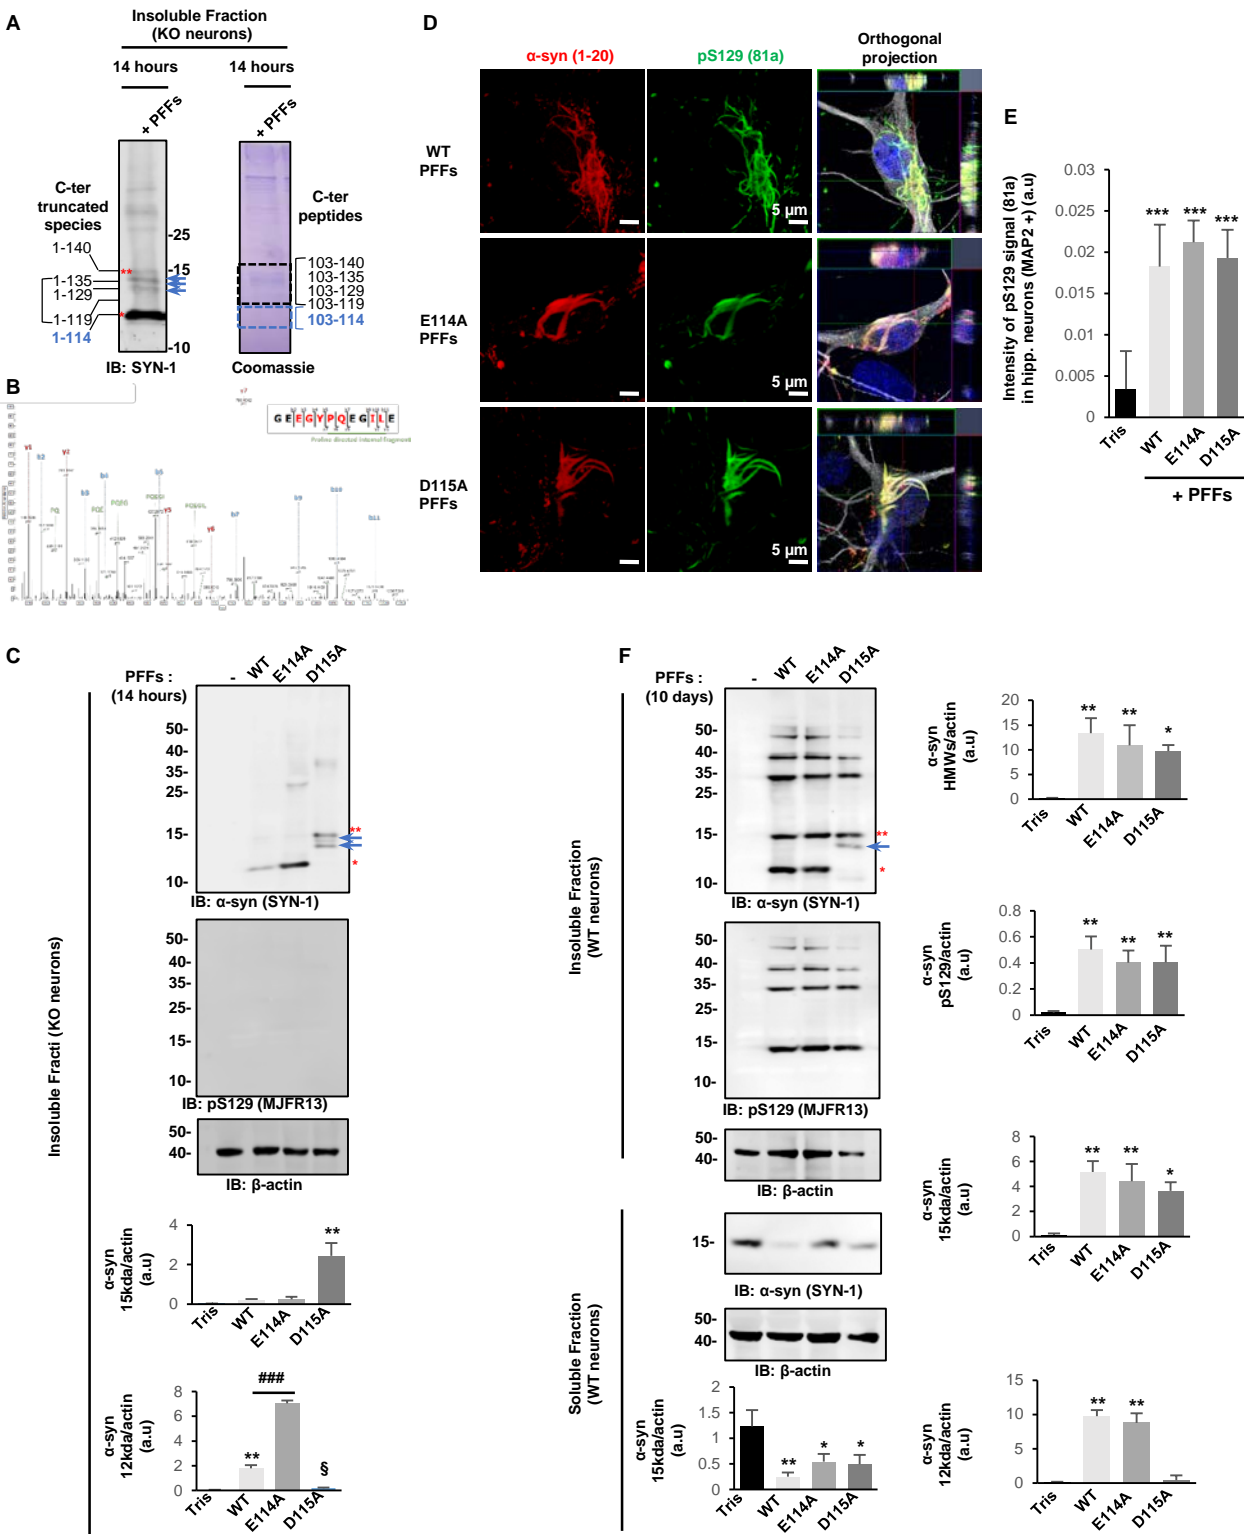 A
Insoluble Fraction
(KO neurons)
14 hours
14 hours
+ PFFs
+ PFFs
C-ter
truncated
species
C-ter
peptides
1-140
**
1-135
1-129
1-119
1-114
*
-25
-15
-10
103-140
103-135
103-129
103-119
103-114
IB: SYN-1
Coomassie
B
G E E G Y P Q E G I L E
Proline directed internal fragment
C
PFFs :
(14 hours)
-
WT
E114A
D115A
50-
40-
35-
25-
15-
10-
**
*
IB: α-syn (SYN-1)
50-
40-
35-
25-
15-
10-
IB: pS129 (MJFR13)
50-
40-
IB: β-actin
Insoluble Fracti (KO neurons)
α-syn
15kda/actin
(a.u)
4
2
0
**
Tris
WT
E114A
D115A
α-syn
12kda/actin
(a.u)
8
6
4
2
0
**
###
§
Tris
WT
E114A
D115A
D
α-syn (1-20)
pS129 (81a)
Orthogonal
projection
WT
PFFs
5 µm
E114A
PFFs
5 µm
D115A
PFFs
5 µm
E
Intensity of pS129 signal (81a)
in hipp. neurons (MAP2 +) (a.u)
0.03
0.025
0.02
0.015
0.01
0.005
0
***
***
***
Tris
WT
E114A
D115A
+ PFFs
F
PFFs :
(10 days)
-
WT
E114A
D115A
50-
40-
35-
25-
15-
10-
**
*
IB: α-syn (SYN-1)
50-
40-
35-
25-
15-
10-
IB: pS129 (MJFR13)
50-
40-
IB: β-actin
Insoluble Fraction
(WT neurons)
15-
IB: α-syn (SYN-1)
50-
40-
IB: β-actin
Soluble Fraction
(WT neurons)
α-syn
15kda/actin
(a.u)
2
1.5
1
0.5
0
**
*
*
Tris
WT
E114A
D115A
α-syn
HMWs/actin
(a.u)
20
15
10
5
0
**
**
*
Tris
WT
E114A
D115A
α-syn
pS129/actin
(a.u)
0.8
0.6
0.4
0.2
0
**
**
**
Tris
WT
E114A
D115A
α-syn
15kda/actin
(a.u)
8
6
4
2
0
**
**
*
Tris
WT
E114A
D115A
α-syn
12kda/actin
(a.u)
15
10
5
0
**
**
Tris
WT
E114A
D115A